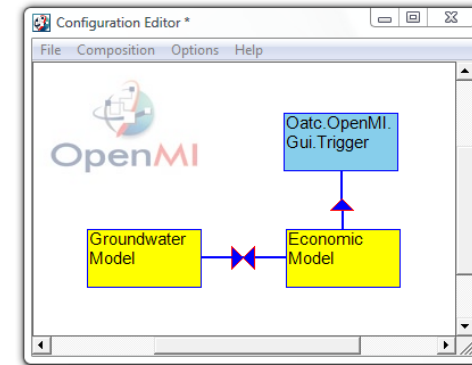 Configuration Editor *
File Composition Options Help
OpenMI
Oatc.OpenMI.
Gui.Trigger
Groundwater
Model
Economic
Model